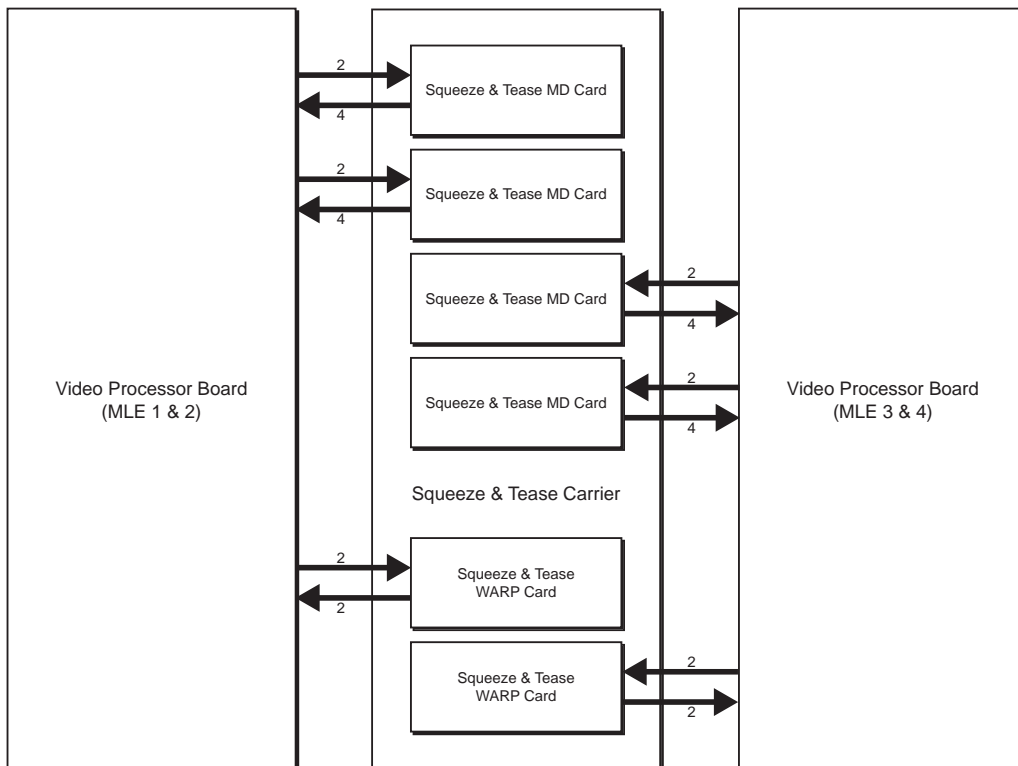 2
Squeeze & Tease MD Card
4
2
Squeeze & Tease MD Card
4
2
Squeeze & Tease MD Card
4
2
Video Processor Board
(MLE 1 & 2)
Squeeze & Tease MD Card
Video Processor Board
(MLE 3 & 4)
4
Squeeze & Tease Carrier
2
Squeeze & Tease
WARP Card
2
2
Squeeze & Tease
WARP Card
2